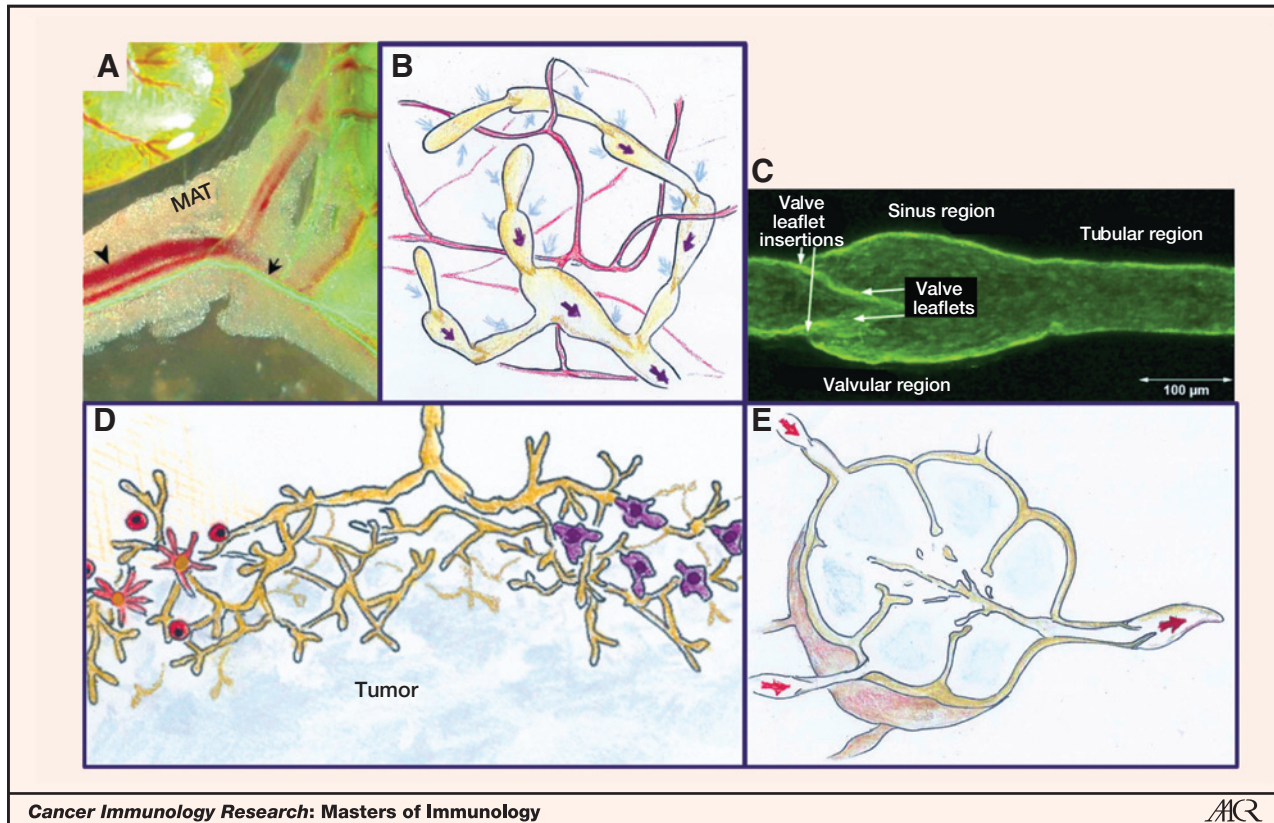 A
MAT
B
C
Valve
leaflet
insertions
Sinus region
Tubular region
Valve
leaflets
Valvular region
100 µm
D
Tumor
E
Cancer Immunology Research: Masters of Immunology
AACR